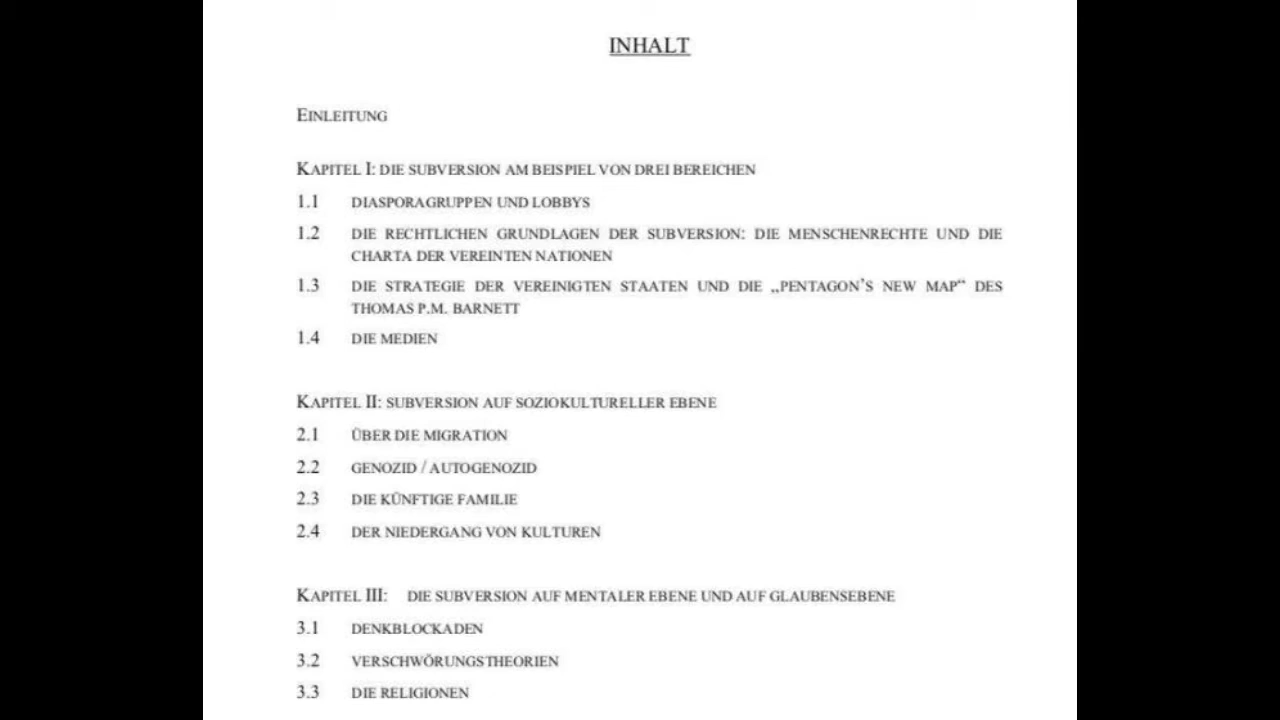 INHALT
EINLEITUNG
KAPITEL I: DIE SUBVERSION AM BEISPIEL VON DREI BEREICHEN
1.1 DIASPORAGRUPPEN UND LOBBYS
1.2 DIE RECHTLICHEN GRUNDLAGEN DER SUBVERSION: DIE MENSCHENRECHTE UND DIE
CHARTA DER VEREINTEN NATIONEN
1.3 DIE STRATEGIE DER VEREINIGTEN STAATEN UND DIE „PENTAGON’S NEW MAP“ DES
THOMAS P.M. BARNETT
1.4 DIE MEDIEN
KAPITEL II: SUBVERSION AUF SOZIOKULTURELLER EBENE
2.1 ÜBER DIE MIGRATION
2.2 GENOZID / AUTOGENOZID
2.3 DIE KÜNFTIGE FAMILIE
2.4 DER NIEDERGANG VON KULTUREN
KAPITEL III: DIE SUBVERSION AUF MENTALER EBENE UND AUF GLAUBENSEBENE
3.1 DENKBLOCKADEN
3.2 VERSCHWÖRUNGSTHEORIEN
3.3 DIE RELIGIONEN